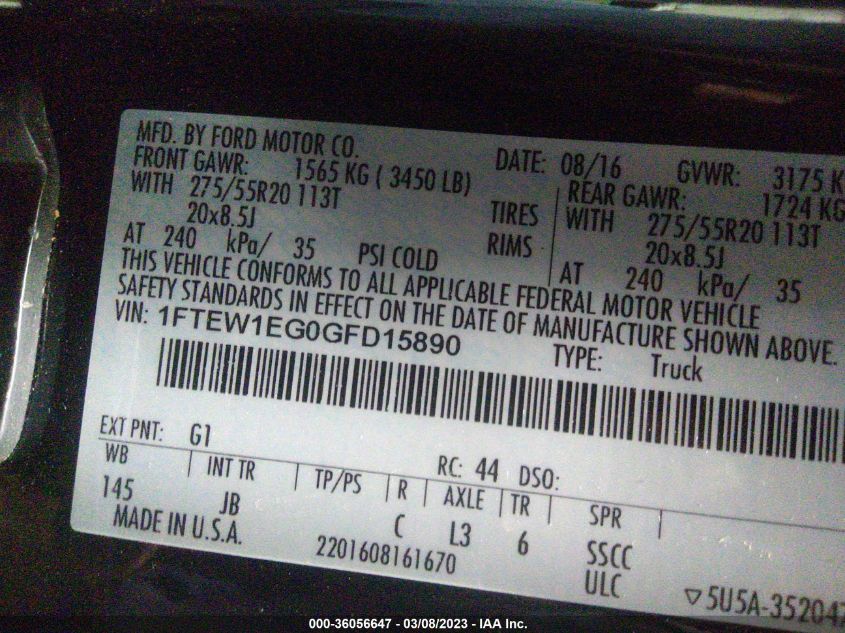 MFD. BY FORD MOTOR CO.
DATE: 08/16 GVWR: 3175 K
FRONT GAWR: 1565 KG ( 3450 LB) REAR GAWR: 1724 KG
WITH 275/55R20 113T TIRES WITH 275/55R20 113T
20x8.5J RIMS 20x8.5J
AT 240 kPa/ 35 PSI COLD AT 240 kPa/ 35
THIS VEHICLE CONFORMS TO ALL APPLICABLE FEDERAL MOTOR VEHICLE
SAFETY STANDARDS IN EFFECT ON THE DATE OF MANUFACTURE SHOWN ABOVE.
VIN: 1FTEW1EG0GFD15890
TYPE: Truck
EXT PNT: G1 RC: 44 DSO:
WB INT TR TP/PS R AXLE TR SPR
145 JB C L3 6 SSCC
MADE IN U.S.A. 2201608161670 ULC
▽5U5A-35204
000-36056647 - 03/08/2023 - IAA Inc.